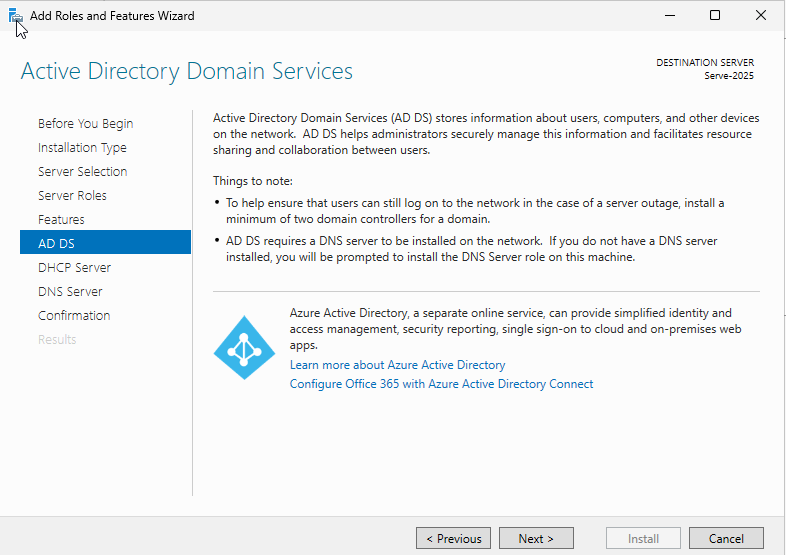 Add Roles and Features Wizard
Active Directory Domain Services
DESTINATION SERVER
Serve-2025
Before You Begin
Installation Type
Server Selection
Server Roles
Features
AD DS
DHCP Server
DNS Server
Confirmation
Results
Active Directory Domain Services (AD DS) stores information about users, computers, and other devices
on the network.  AD DS helps administrators securely manage this information and facilitates resource
sharing and collaboration between users.
Things to note:
• To help ensure that users can still log on to the network in the case of a server outage, install a
minimum of two domain controllers for a domain.
• AD DS requires a DNS server to be installed on the network.  If you do not have a DNS server
installed, you will be prompted to install the DNS Server role on this machine.
Azure Active Directory, a separate online service, can provide simplified identity and
access management, security reporting, single sign-on to cloud and on-premises web
apps.
Learn more about Azure Active Directory
Configure Office 365 with Azure Active Directory Connect
< Previous
Next >
Install
Cancel